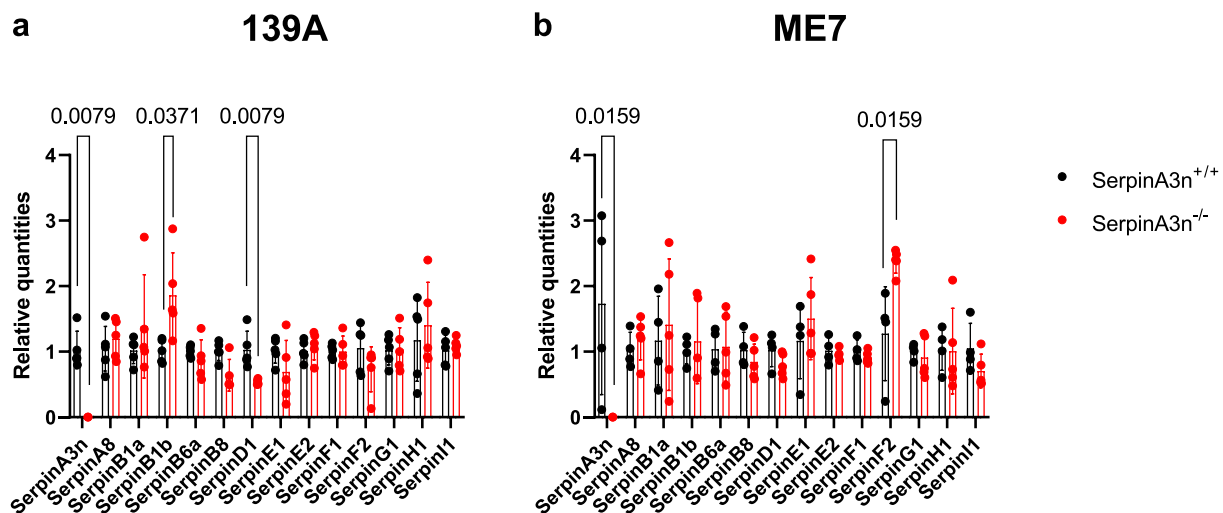 a
139A
b
ME7
0.0079
0.0371
0.0079
Relative quantities
4
3
2
1
0
SerpinA3n
SerpinA8
SerpinB1a
SerpinB1b
SerpinB6a
SerpinB8
SerpinD1
SerpinE1
SerpinE2
SerpinF1
SerpinF2
SerpinG1
SerpinH1
SerpinI1
0.0159
0.0159
Relative quantities
4
3
2
1
0
SerpinA3n
SerpinA8
SerpinB1a
SerpinB1b
SerpinB6a
SerpinB8
SerpinD1
SerpinE1
SerpinE2
SerpinF1
SerpinF2
SerpinG1
SerpinH1
SerpinI1
SerpinA3n+/+
SerpinA3n-/-